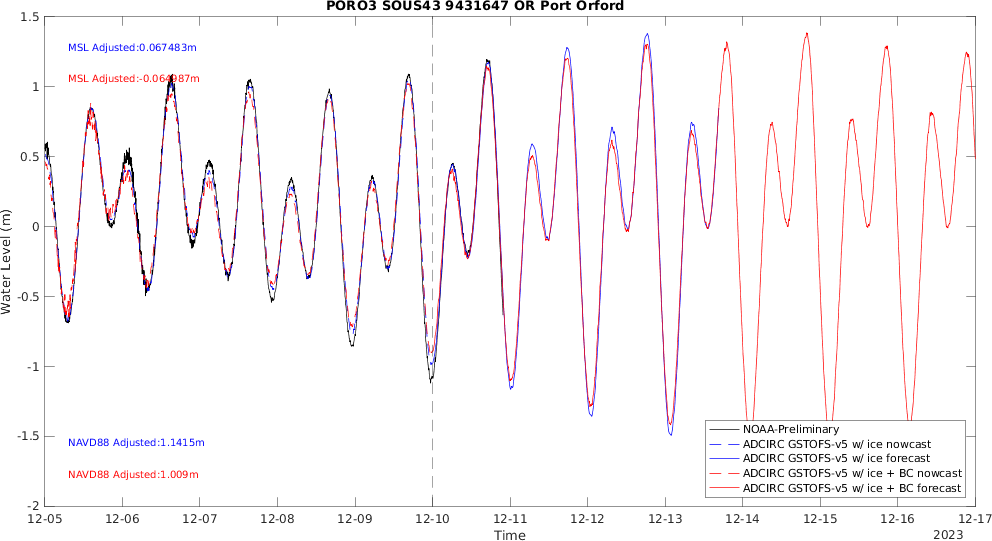 PORO3 SOUS43 9431647 OR Port Orford
MSL Adjusted:0.067483m
MSL Adjusted:-0.064987m
NAVD88 Adjusted:1.1415m
NAVD88 Adjusted:1.009m
Water Level (m)
1.5
1
0.5
0
-0.5
-1
-1.5
-2
NOAA-Preliminary
ADCIRC GSTOFS-v5 w/ ice nowcast
ADCIRC GSTOFS-v5 w/ ice forecast
ADCIRC GSTOFS-v5 w/ ice + BC nowcast
ADCIRC GSTOFS-v5 w/ ice + BC forecast
12-05 12-06 12-07 12-08 12-09 12-10 12-11 12-12 12-13 12-14 12-15 12-16 12-17
Time
2023